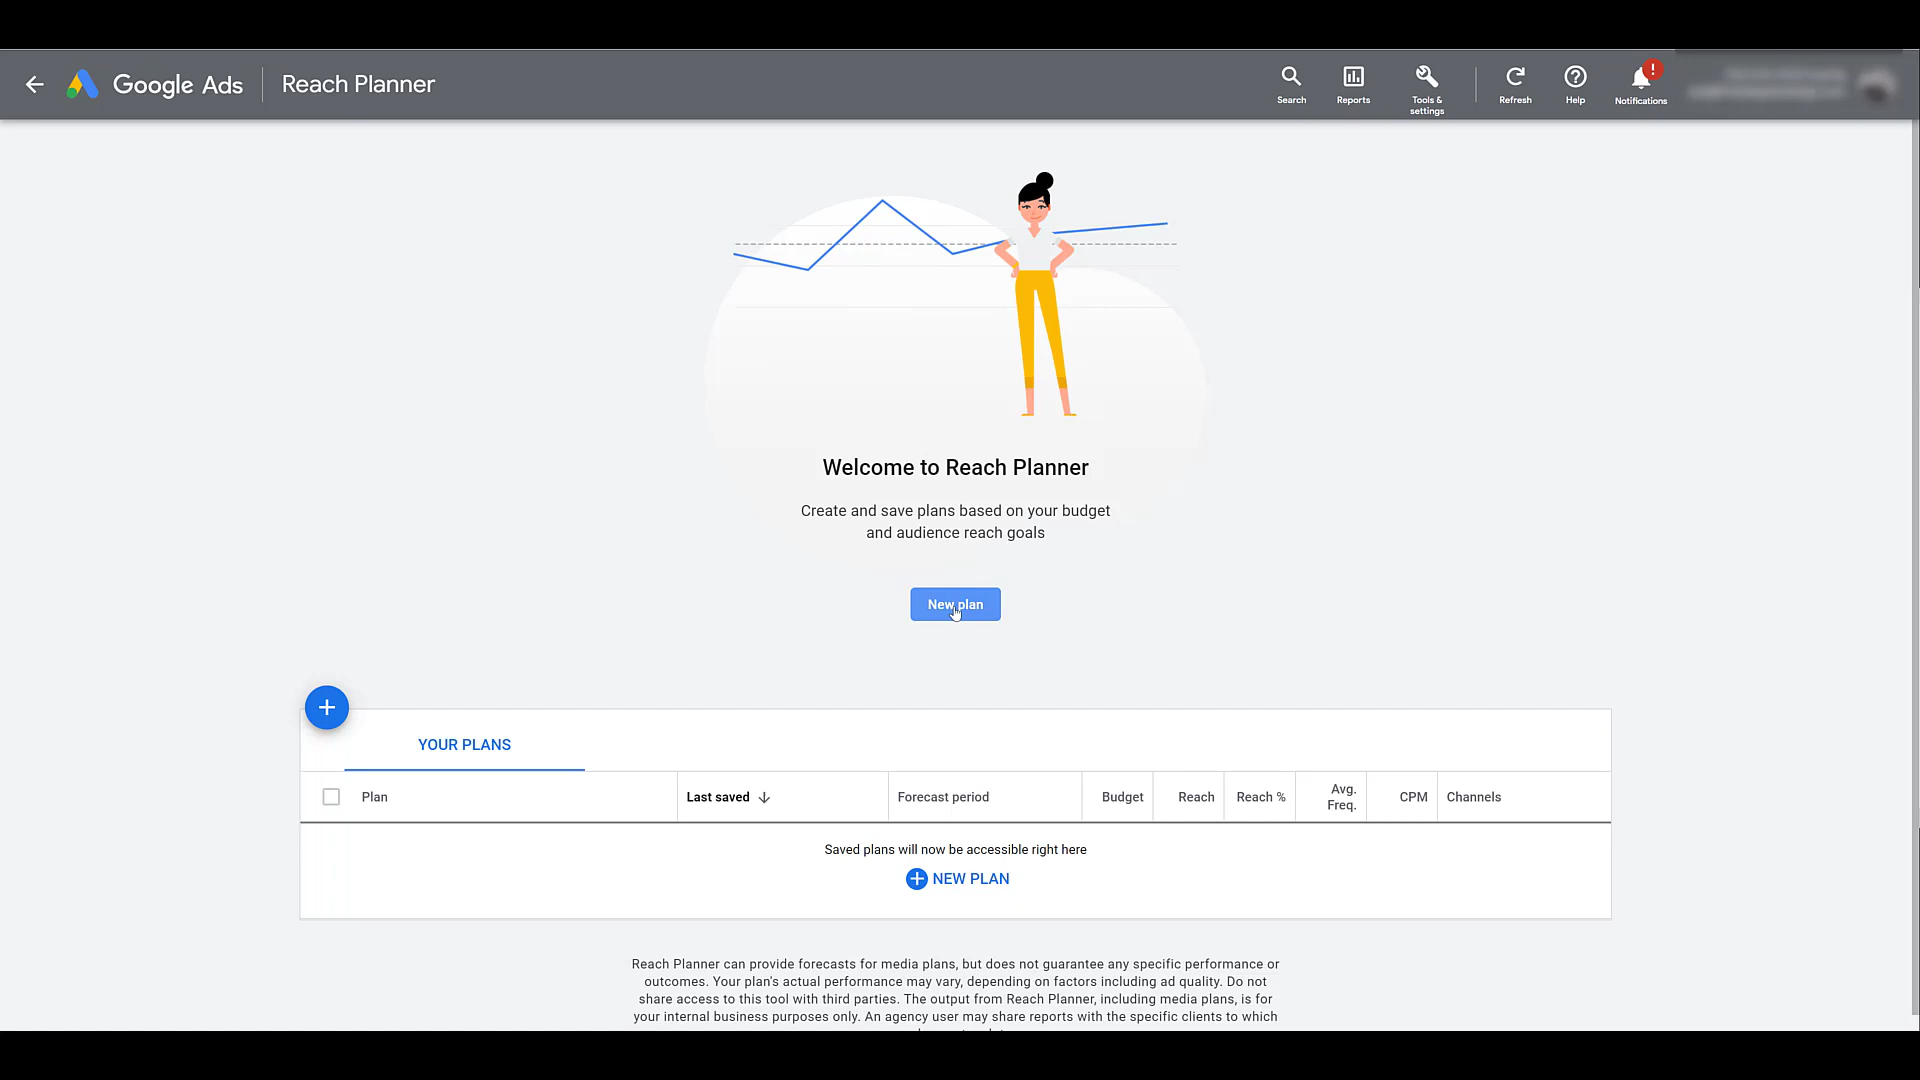 Google Ads
Reach Planner
Search
Reports
Tools &
settings
Refresh
Help
!
Notifications
Welcome to Reach Planner
Create and save plans based on your budget
and audience reach goals
New plan
YOUR PLANS
Plan
Last saved
Forecast period
Budget
Reach
Reach %
Avg.
Freq.
CPM
Channels
Saved plans will now be accessible right here
NEW PLAN
Reach Planner can provide forecasts for media plans, but does not guarantee any specific performance or
outcomes. Your plan's actual performance may vary, depending on factors including ad quality. Do not
share access to this tool with third parties. The output from Reach Planner, including media plans, is for
your internal business purposes only. An agency user may share reports with the specific clients to which